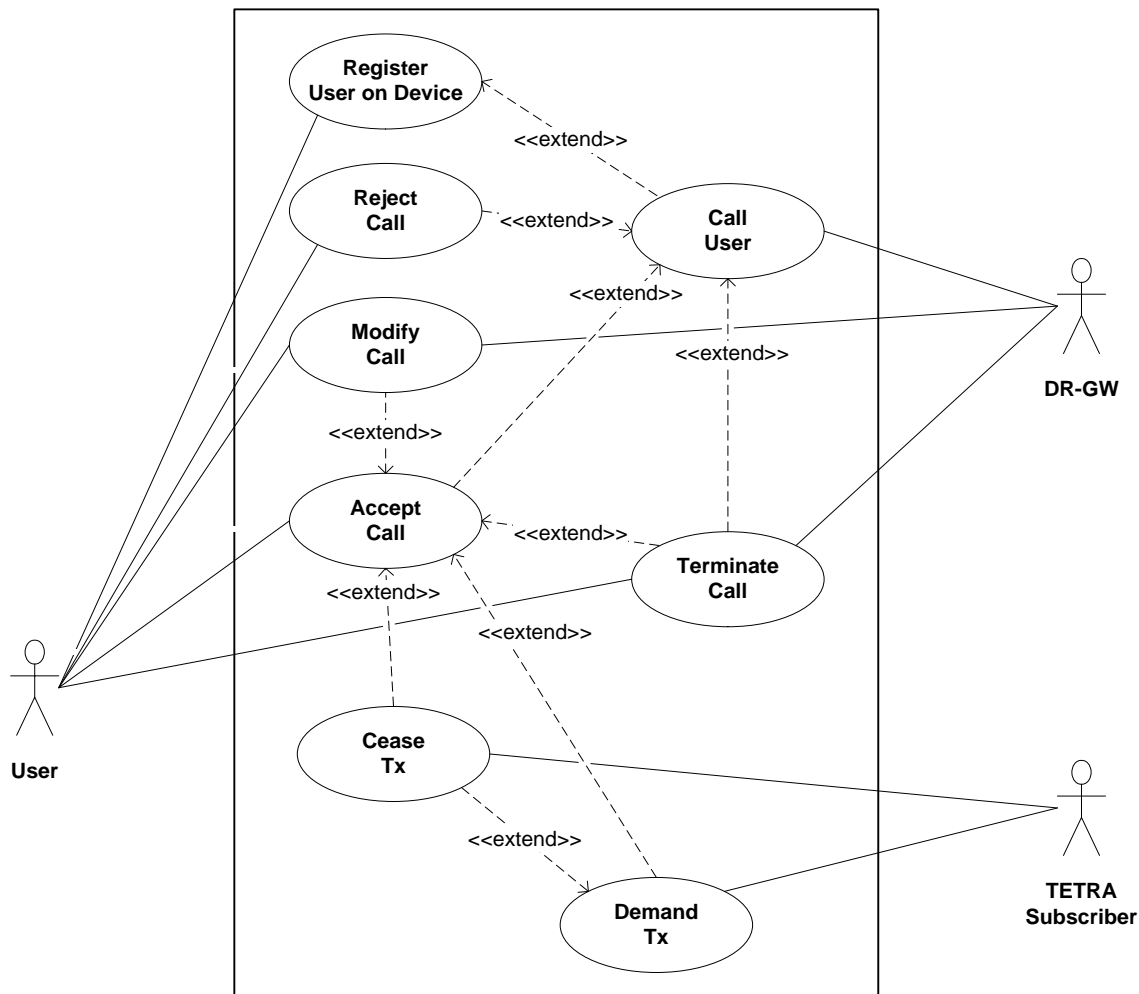 Register
User on Device
<<extend>>
Reject
Call
<<extend>>
Call
User
<<extend>>
Modify
Call
<<extend>>
DR-GW
<<extend>>
Accept
Call
<<extend>>
Terminate
Call
<<extend>>
<<extend>>
User
Cease
Tx
<<extend>>
TETRA
Subscriber
Demand
Tx